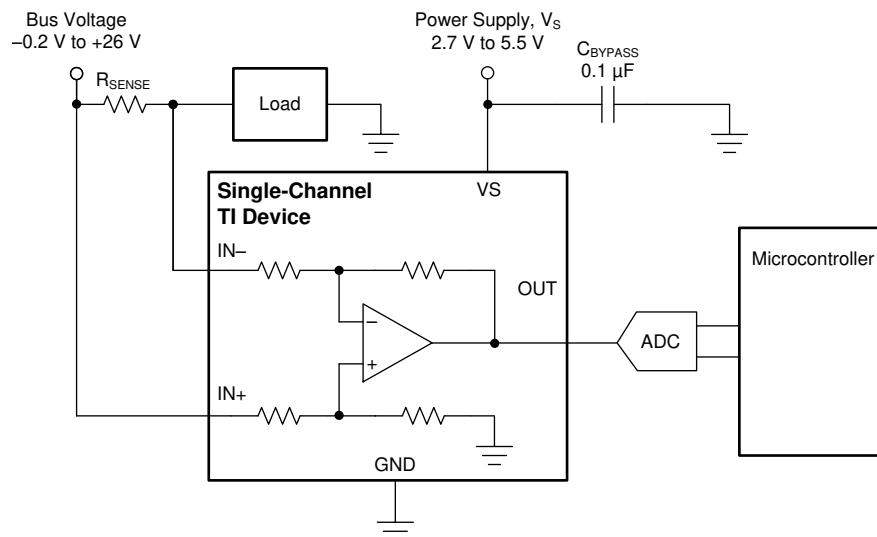 Bus Voltage
–0.2 V to +26 V
Power Supply, VS
2.7 V to 5.5 V
CBYPASS
0.1 µF
RSENSE
Load
Single-Channel
TI Device
VS
IN–
OUT
–
+
IN+
GND
ADC
Microcontroller